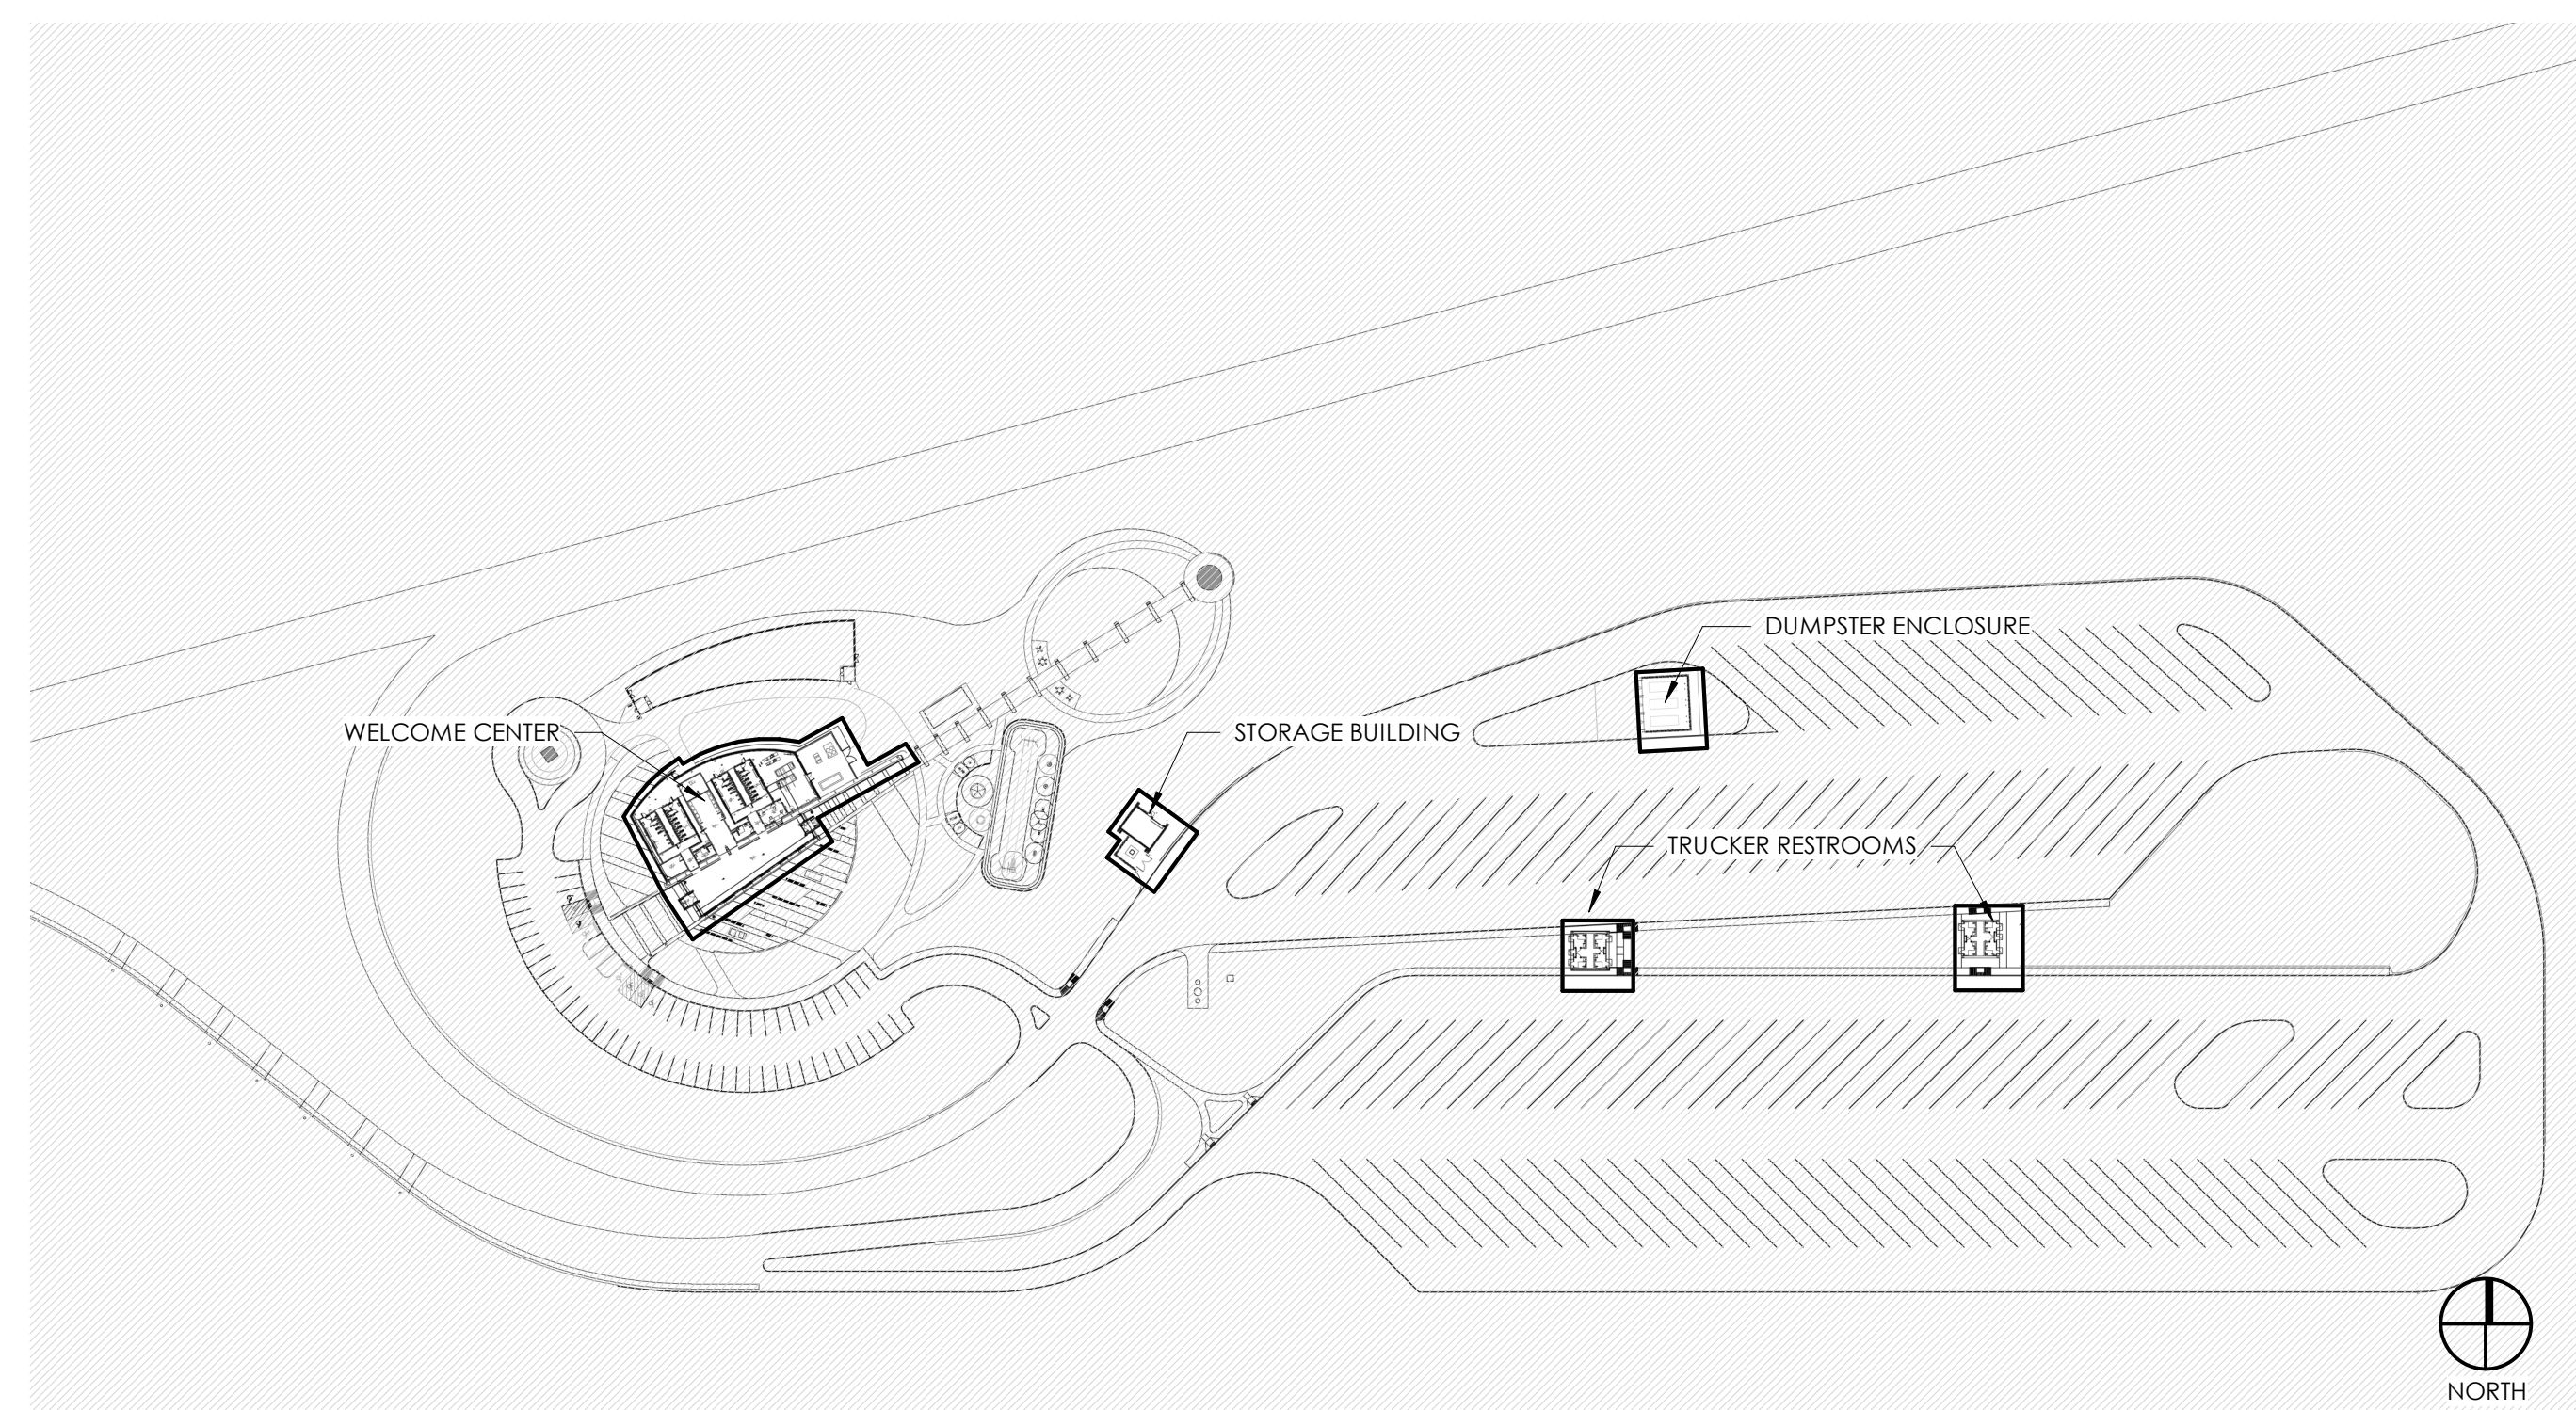 DUMPSTER ENCLOSURE
WELCOME CENTER
STORAGE BUILDING
TRUCKER RESTROOMS
NORTH